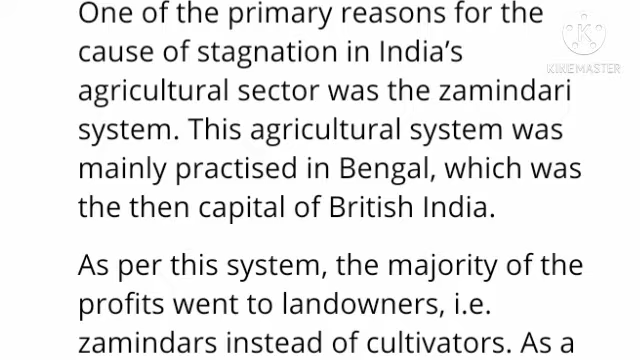 One of the primary reasons for the
cause of stagnation in India’s
agricultural sector was the zamindari
system. This agricultural system was
mainly practised in Bengal, which was
the then capital of British India.
As per this system, the majority of the
profits went to landowners, i.e.
zamindars instead of cultivators. As a
K
KINEMASTER